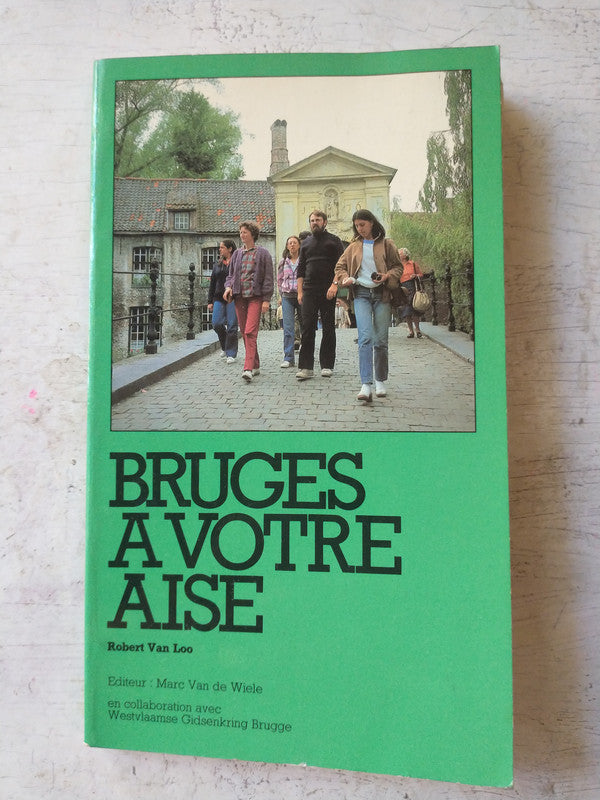 BRUGES
A VOTRE
AISE
Robert Van Loo
Editeur : Marc Van de Wiele
en collaboration avec
Westvlaamse Gidsenkring Brugge